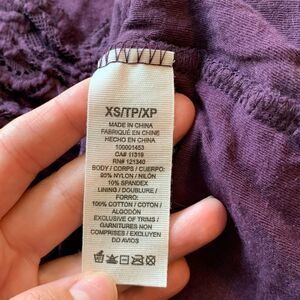 XS/TP/XP
MADE IN CHINA
FABRIQUÉ EN CHINE
HECHO EN CHINA
100001453
CA# 11319
RN# 121340
BODY / CORPS / CUERPO:
90% NYLON / NILÓN
10% SPANDEX
LINING / DOUBLURE /
FORRO:
100% COTTON / COTON /
ALGODÓN
EXCLUSIVE OF TRIMS /
GARNITURES NON
COMPRISES / EXCLUYEN